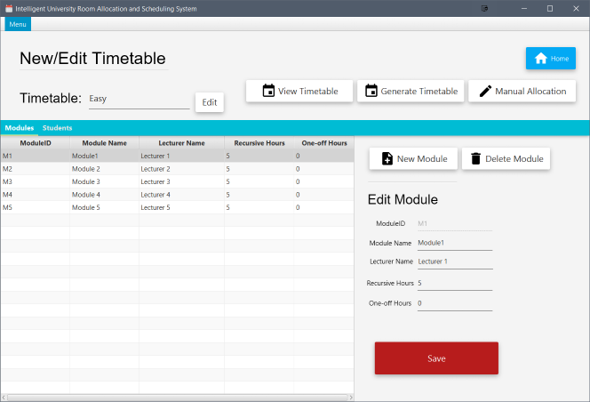 Intelligent University Room Allocation and Scheduling System
Menu
New/Edit Timetable
Home
Timetable: Easy Edit
View Timetable Generate Timetable Manual Allocation
Modules Students
ModuleID Module Name Lecturer Name Recursive Hours One-off Hours
M1 Module1 Lecturer 1 5 0
M2 Module 2 Lecturer 2 5 0
M3 Module 3 Lecturer 3 5 0
M4 Module 4 Lecturer 4 5 0
M5 Module 5 Lecturer 5 5 0
New Module Delete Module
Edit Module
ModuleID M1
Module Name Module1
Lecturer Name Lecturer 1
Recursive Hours 5
One-off Hours 0
Save